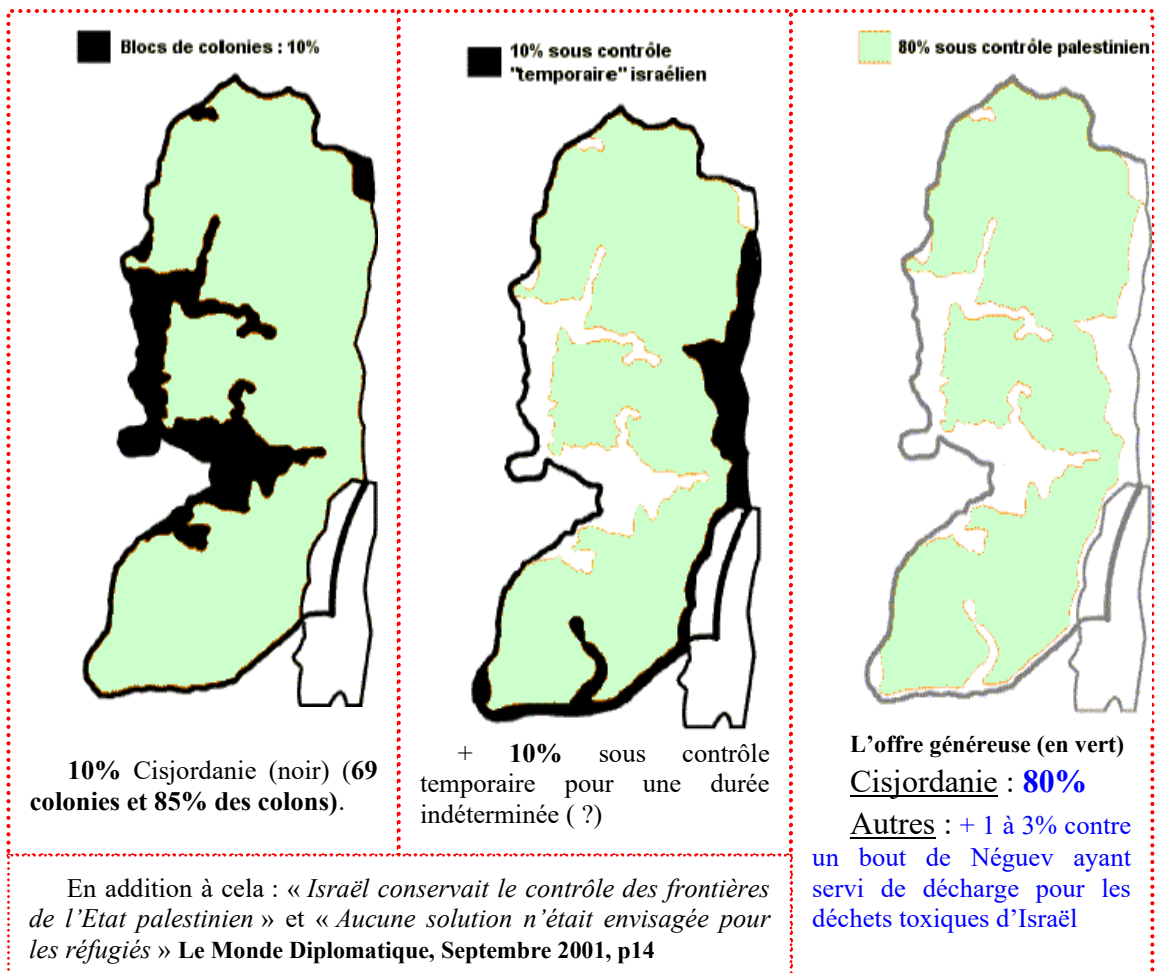 Blocs de colonies : 10%
10% Cisjordanie (noir) (69
colonies et 85% des colons).
10% sous contrôle
"temporaire" israélien
+ 10% sous contrôle
temporaire pour une durée
indéterminée ( ?)
80% sous contrôle palestinien
L’offre généreuse (en vert)
Cisjordanie : 80%
Autres : + 1 à 3% contre
un bout de Néguev ayant
servi de décharge pour les
déchets toxiques d’Israël
En addition à cela : « Israël conservait le contrôle des frontières
de l’Etat palestinien » et « Aucune solution n’était envisagée pour
les réfugiés » Le Monde Diplomatique, Septembre 2001, p14